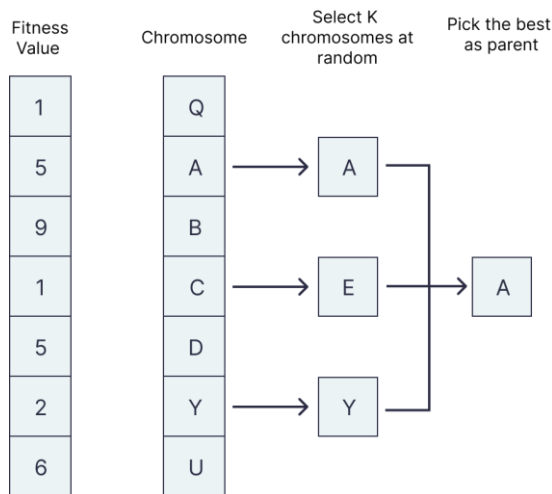 Fitness
Value
Chromosome
Select K
chromosomes at
random
Pick the best
as parent
1
Q
5
A
A
9
B
1
C
E
A
5
D
2
Y
Y
6
U